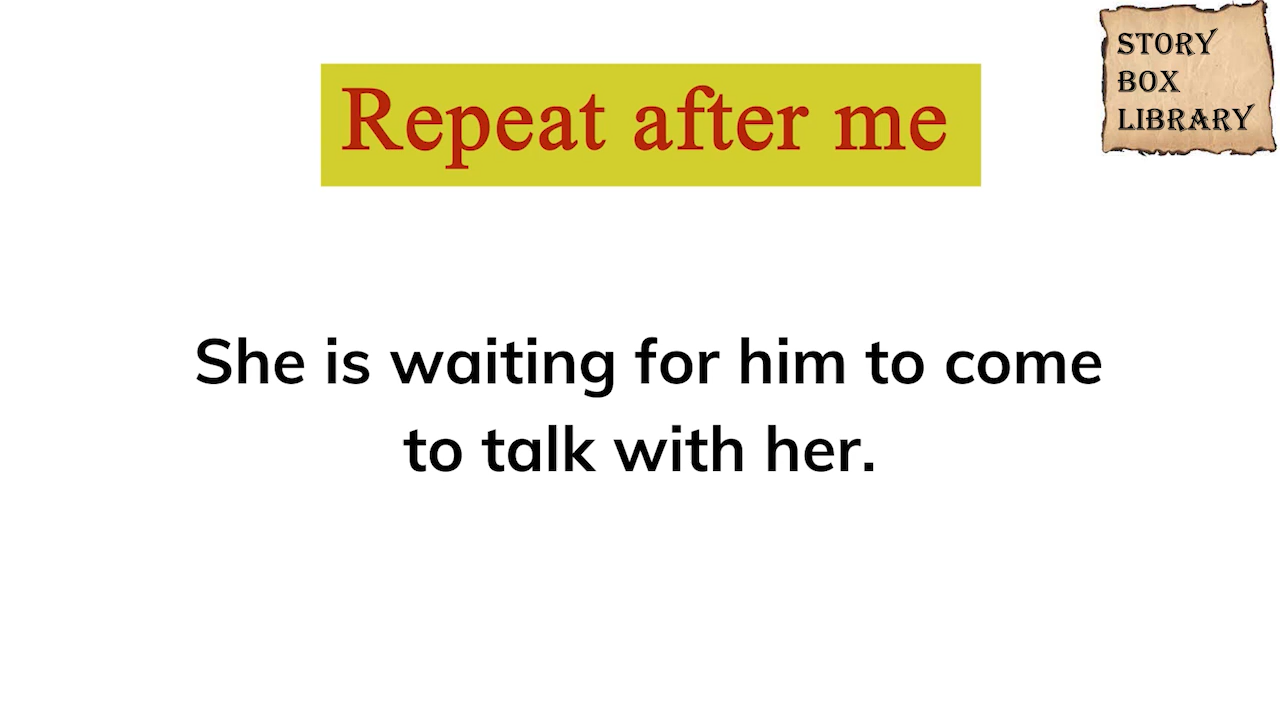 STORY
BOX
LIBRARY
Repeat after me
She is waiting for him to come
to talk with her.